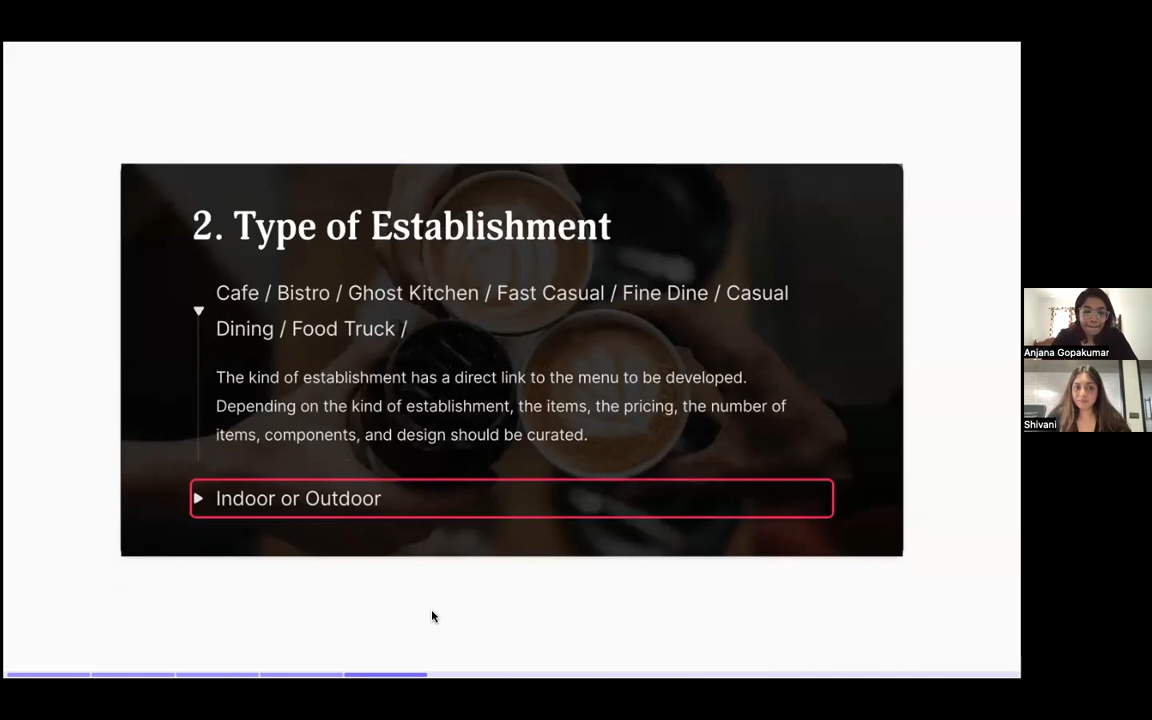 2. Type of Establishment
Cafe / Bistro / Ghost Kitchen / Fast Casual / Fine Dine / Casual
Dining / Food Truck /
The kind of establishment has a direct link to the menu to be developed.
Depending on the kind of establishment, the items, the pricing, the number of
items, components, and design should be curated.
Indoor or Outdoor
Anjana Gopakumar
Shivani